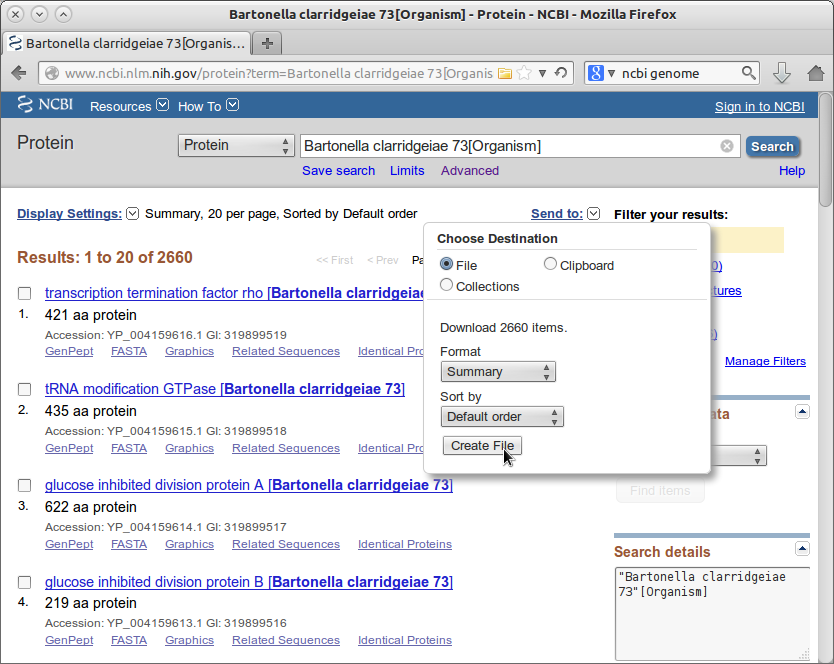 Bartonella clarridgeiae 73[Organism] - Protein - NCBI - Mozilla Firefox
Bartonella clarridgeiae 73[Organis...
www.ncbi.nlm.nih.gov/protein?term=Bartonella clarridgeiae 73[Organis
ncbi genome
NCBI Resources How To Sign in to NCBI
Protein
Protein
Bartonella clarridgeiae 73[Organism]
Search
Save search Limits Advanced Help
Display Settings: Summary, 20 per page, Sorted by Default order
Send to:
Filter your results:
Results: 1 to 20 of 2660
<< First < Prev Pa
Choose Destination
File Clipboard
Collections
Download 2660 items.
Format
Summary
Sort by
Default order
Create File
1. transcription termination factor rho [Bartonella clarridgeiae
421 aa protein
Accession: YP_004159616.1 GI: 319899519
GenPept FASTA Graphics Related Sequences Identical Pro
2. tRNA modification GTPase [Bartonella clarridgeiae 73]
435 aa protein
Accession: YP_004159615.1 GI: 319899518
GenPept FASTA Graphics Related Sequences Identical Pro
3. glucose inhibited division protein A [Bartonella clarridgeiae 73]
622 aa protein
Accession: YP_004159614.1 GI: 319899517
GenPept FASTA Graphics Related Sequences Identical Proteins
4. glucose inhibited division protein B [Bartonella clarridgeiae 73]
219 aa protein
Accession: YP_004159613.1 GI: 319899516
GenPept FASTA Graphics Related Sequences Identical Proteins
0)
tures
)
Manage Filters
ata
Find items
Search details
"Bartonella clarridgeiae
73"[Organism]